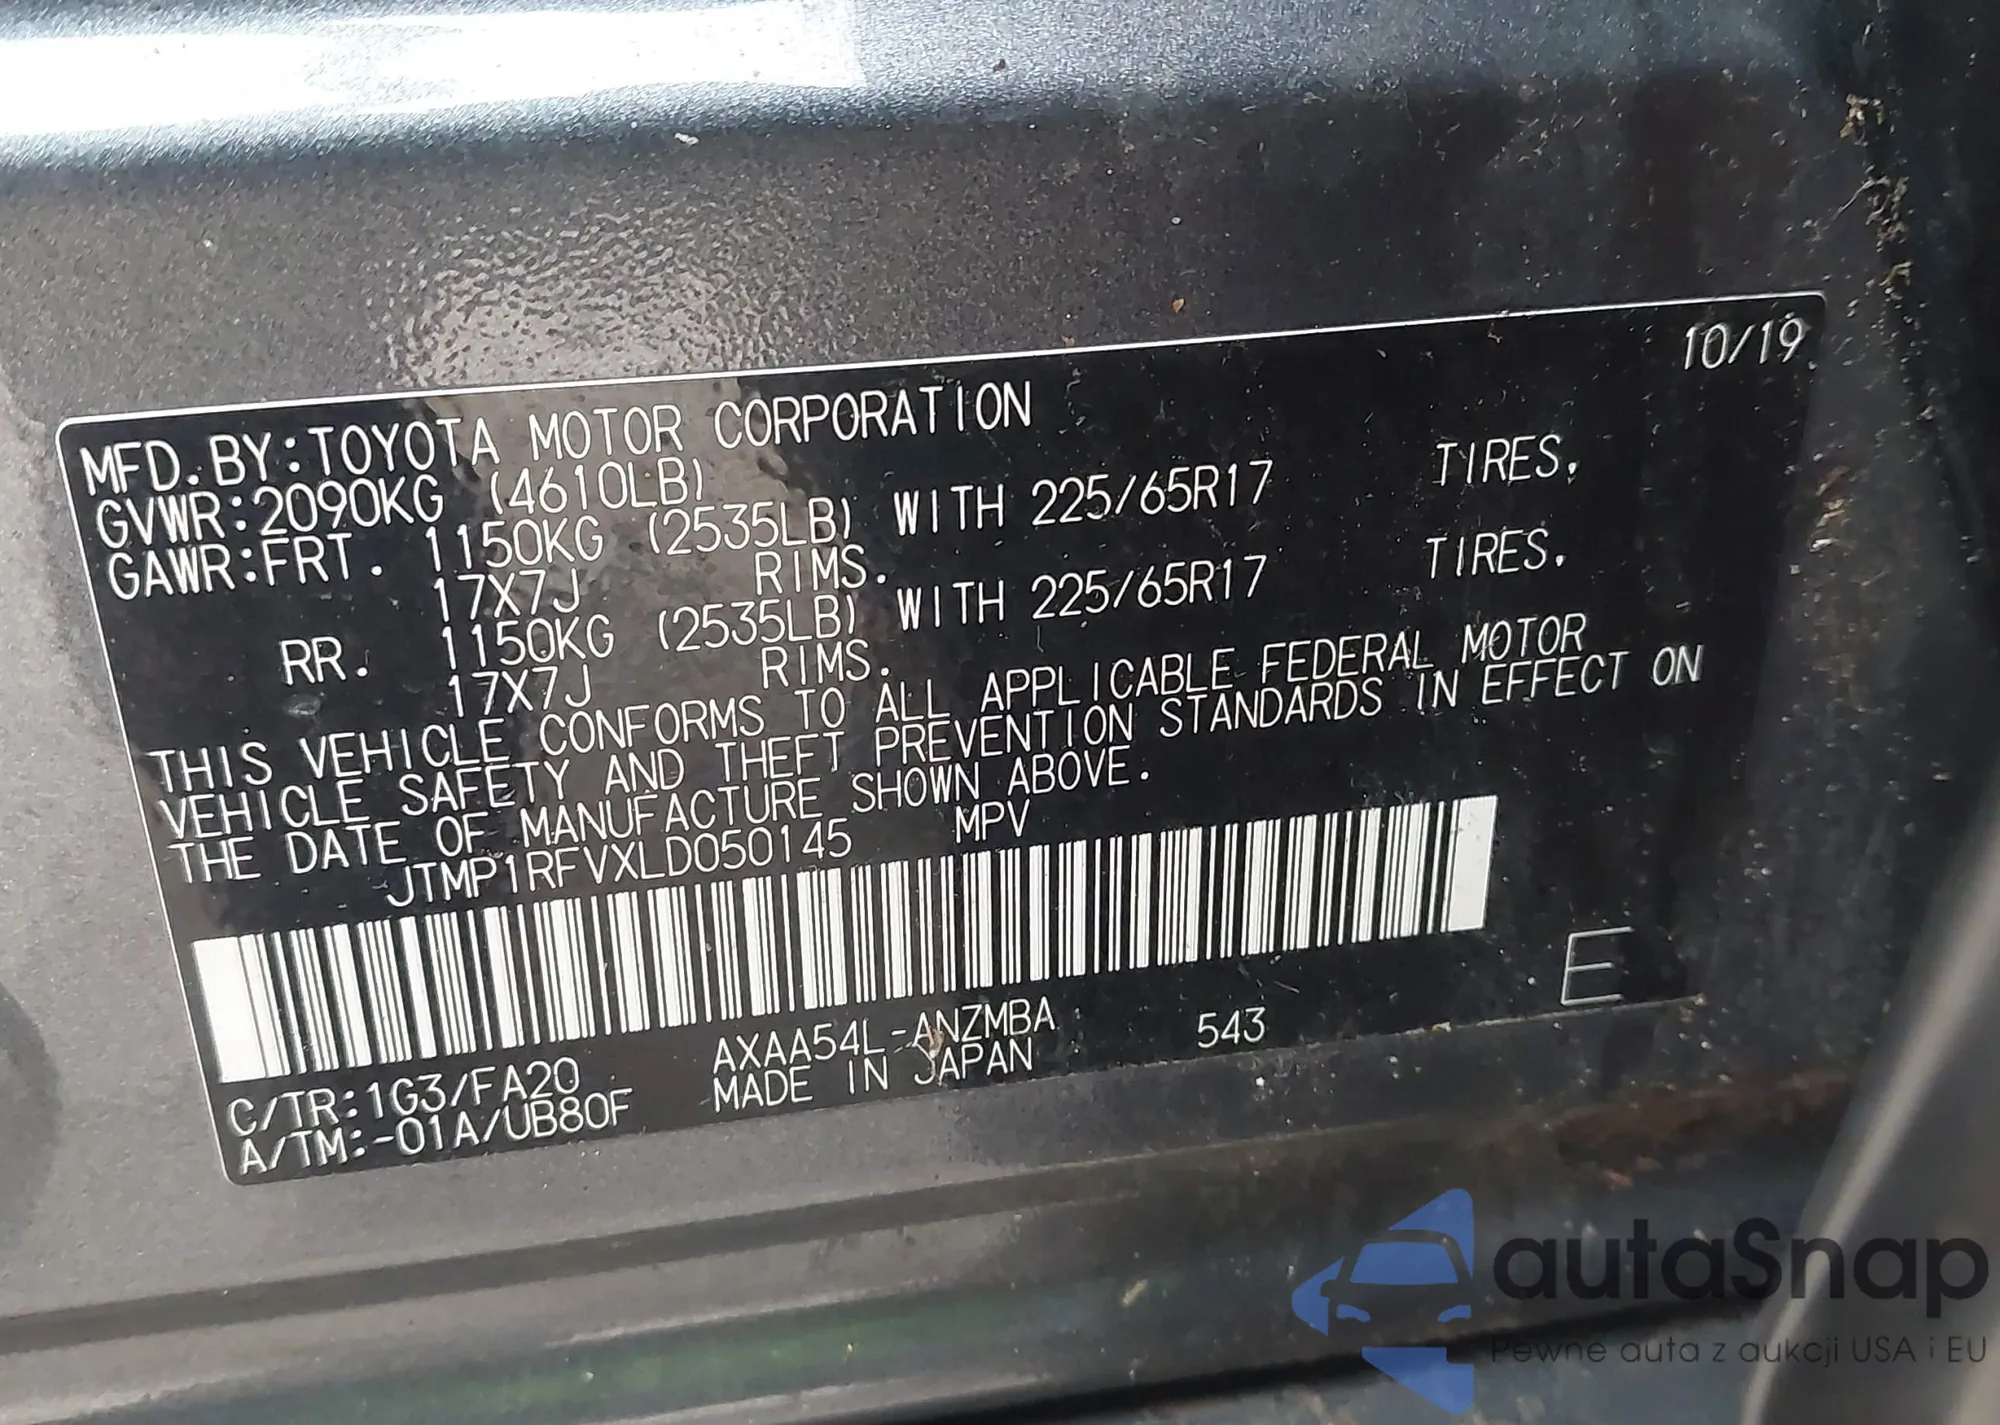 10/19
MFD. BY:TOYOTA MOTOR CORPORATION
GVWR:2090KG (4610LB)
GAWR:FRT. 1150KG (2535LB) WITH 225/65R17 TIRES,
17X7J RIMS.
RR. 1150KG (2535LB) WITH 225/65R17 TIRES,
17X7J RIMS.
THIS VEHICLE CONFORMS TO ALL APPLICABLE FEDERAL MOTOR
VEHICLE SAFETY AND THEFT PREVENTION STANDARDS IN EFFECT ON
THE DATE OF MANUFACTURE SHOWN ABOVE.
JTMP1RFVXLD050145 MPV
E
C/TR:1G3/FA20 AXAA54L-ANZMBA 543
A/TM:-01A/UB80F MADE IN JAPAN
autaSnap
Pewne auta z aukcji USA i EU